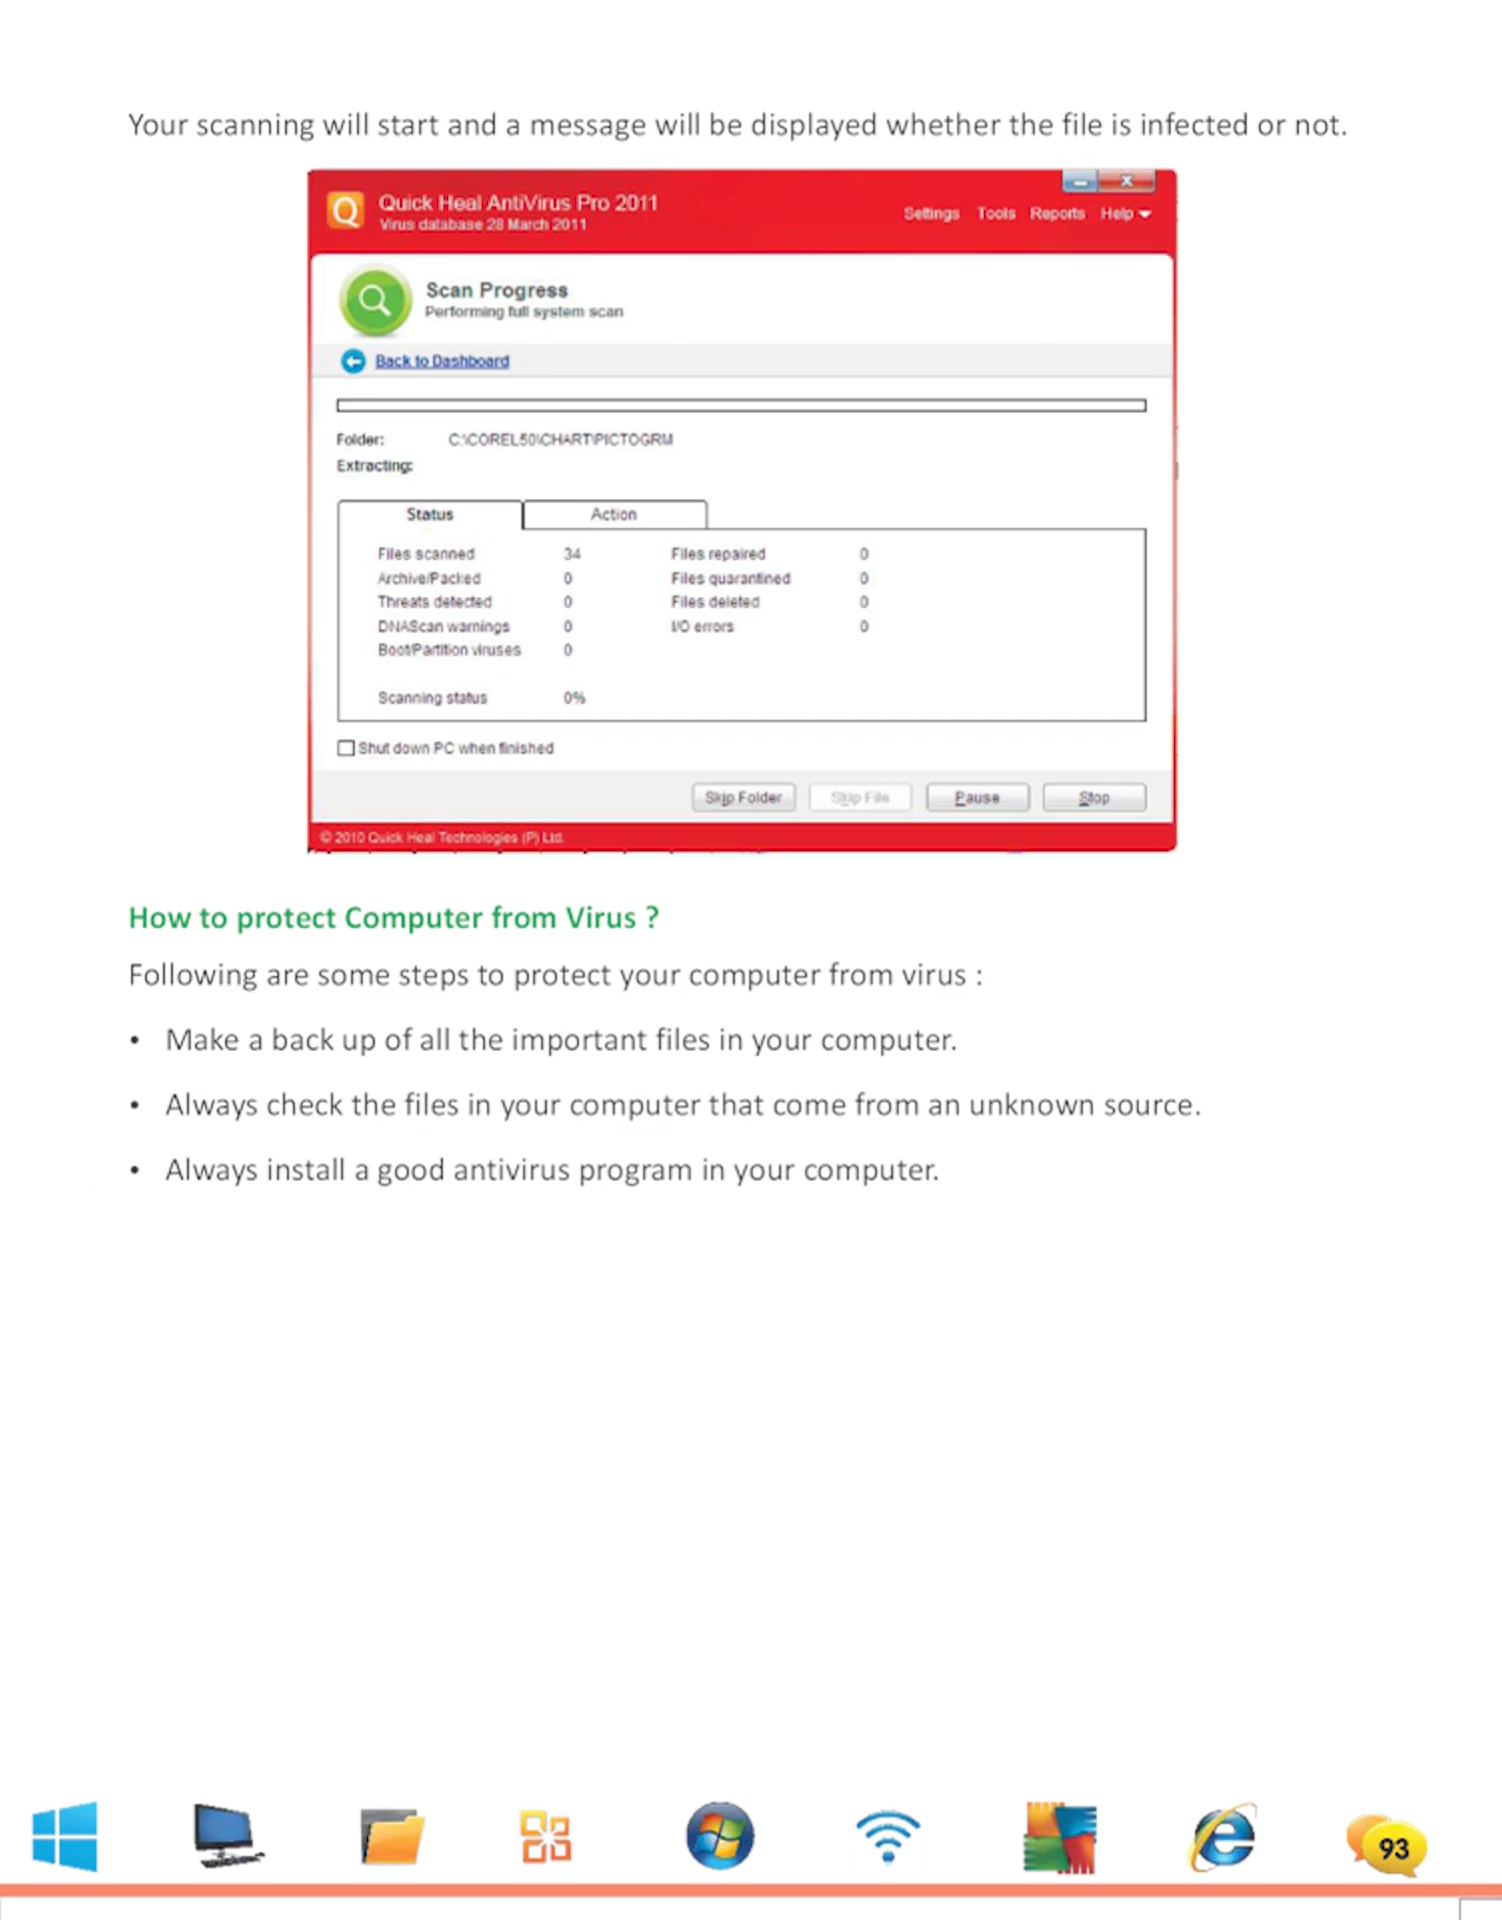 Your scanning will start and a message will be displayed whether the file is infected or not.
Quick Heal AntiVirus Pro 2011
Virus database 28 March 2011
Settings Tools Reports Help
Scan Progress
Performing full system scan
Back to Dashboard
Folder: C:\COREL50\CHART\PICTOGRM
Extracting:
Status Action
Files scanned 34 Files repaired 0
Archive/Packed 0 Files quarantined 0
Threats detected 0 Files deleted 0
DNAScan warnings 0 I/O errors 0
Boot/Partition viruses 0
Scanning status 0%
Shut down PC when finished
Skip Folder Skip File Pause Stop
© 2010 Quick Heal Technologies (P) Ltd.
How to protect Computer from Virus ?
Following are some steps to protect your computer from virus :
• Make a back up of all the important files in your computer.
• Always check the files in your computer that come from an unknown source.
• Always install a good antivirus program in your computer.
93